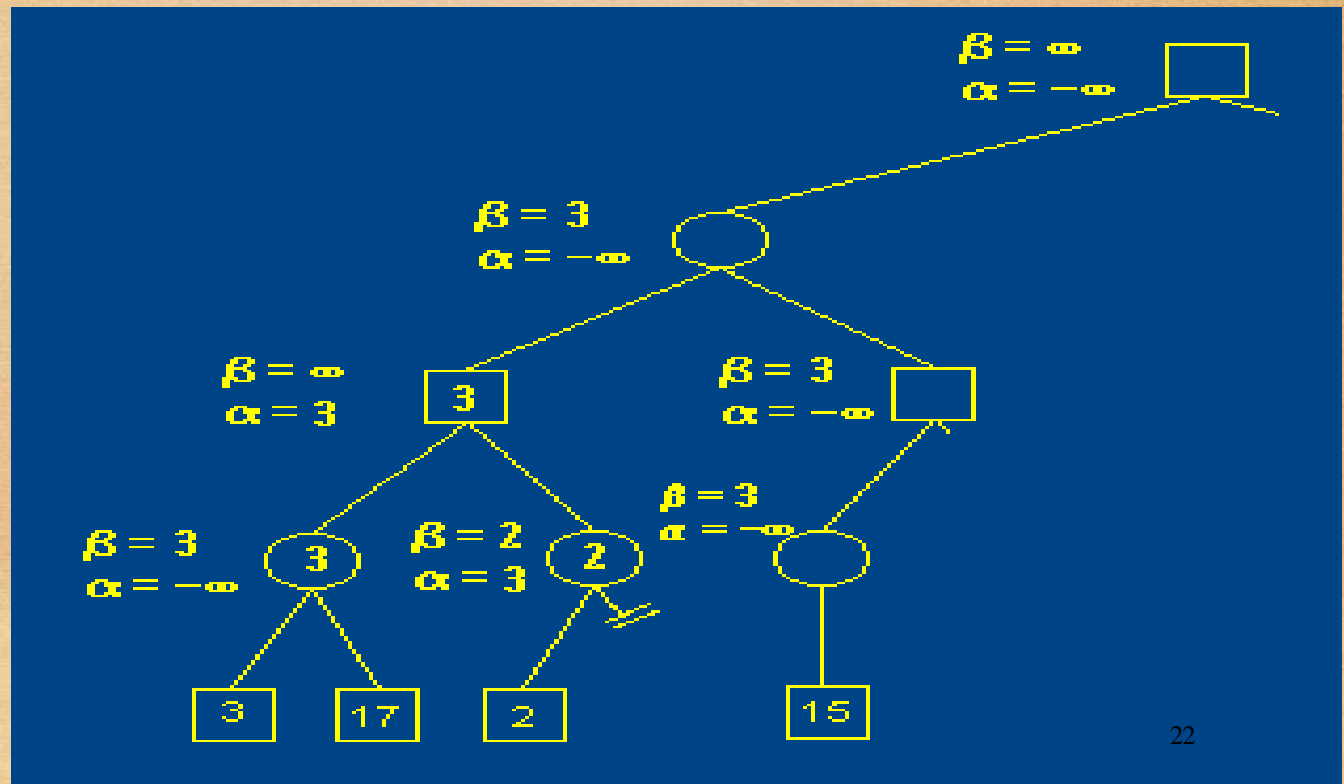 β = ∞
α = −∞
β = 3
α = −∞
β = ∞
α = 3
3
β = 3
α = −∞
β = 3
α = −∞
3
β = 2
α = 3
2
β = 3
α = −∞
3
17
2
15
22